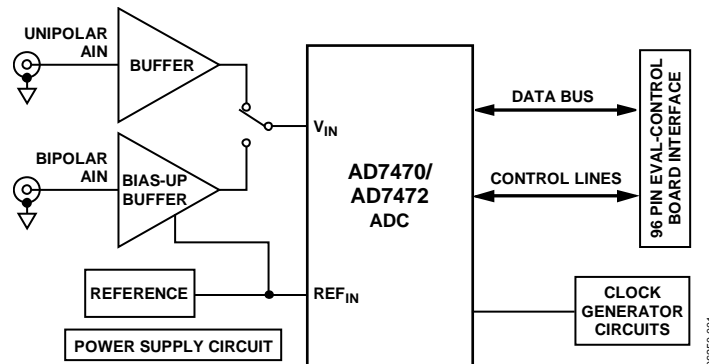 UNIPOLAR
AIN
BUFFER
BIPOLAR
AIN
BIAS-UP
BUFFER
REFERENCE
POWER SUPPLY CIRCUIT
VIN
REFIN
AD7470/
AD7472
ADC
DATA BUS
CONTROL LINES
96 PIN EVAL-CONTROL
BOARD INTERFACE
CLOCK
GENERATOR
CIRCUITS